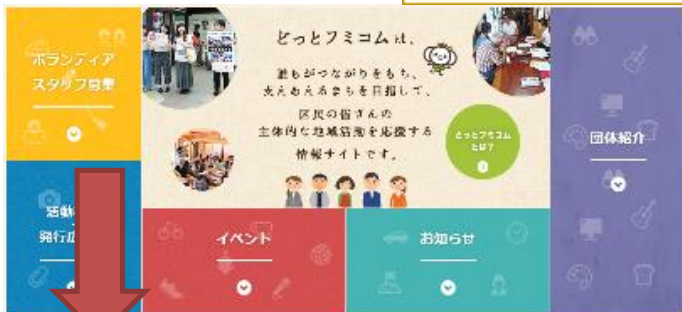 ボランティア
スタッフ募集
どっとフミコムは、
誰もがつながりをもち、
支えあえるまちを目指して、
区民の皆さんの
主体的な地域活動を応援する
情報サイトです。
どっとフミコム
とは?
団体紹介
活動
発行
イベント
お知らせ